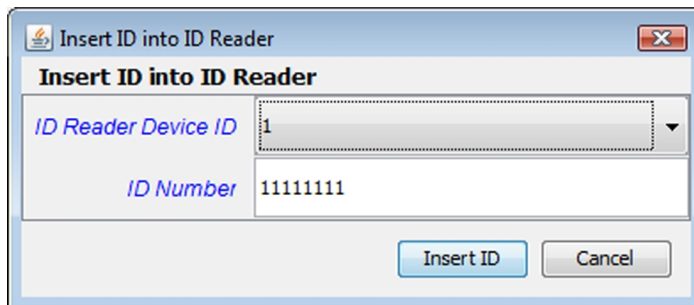 Insert ID into ID Reader
Insert ID into ID Reader
ID Reader Device ID 1
ID Number 11111111
Insert ID Cancel